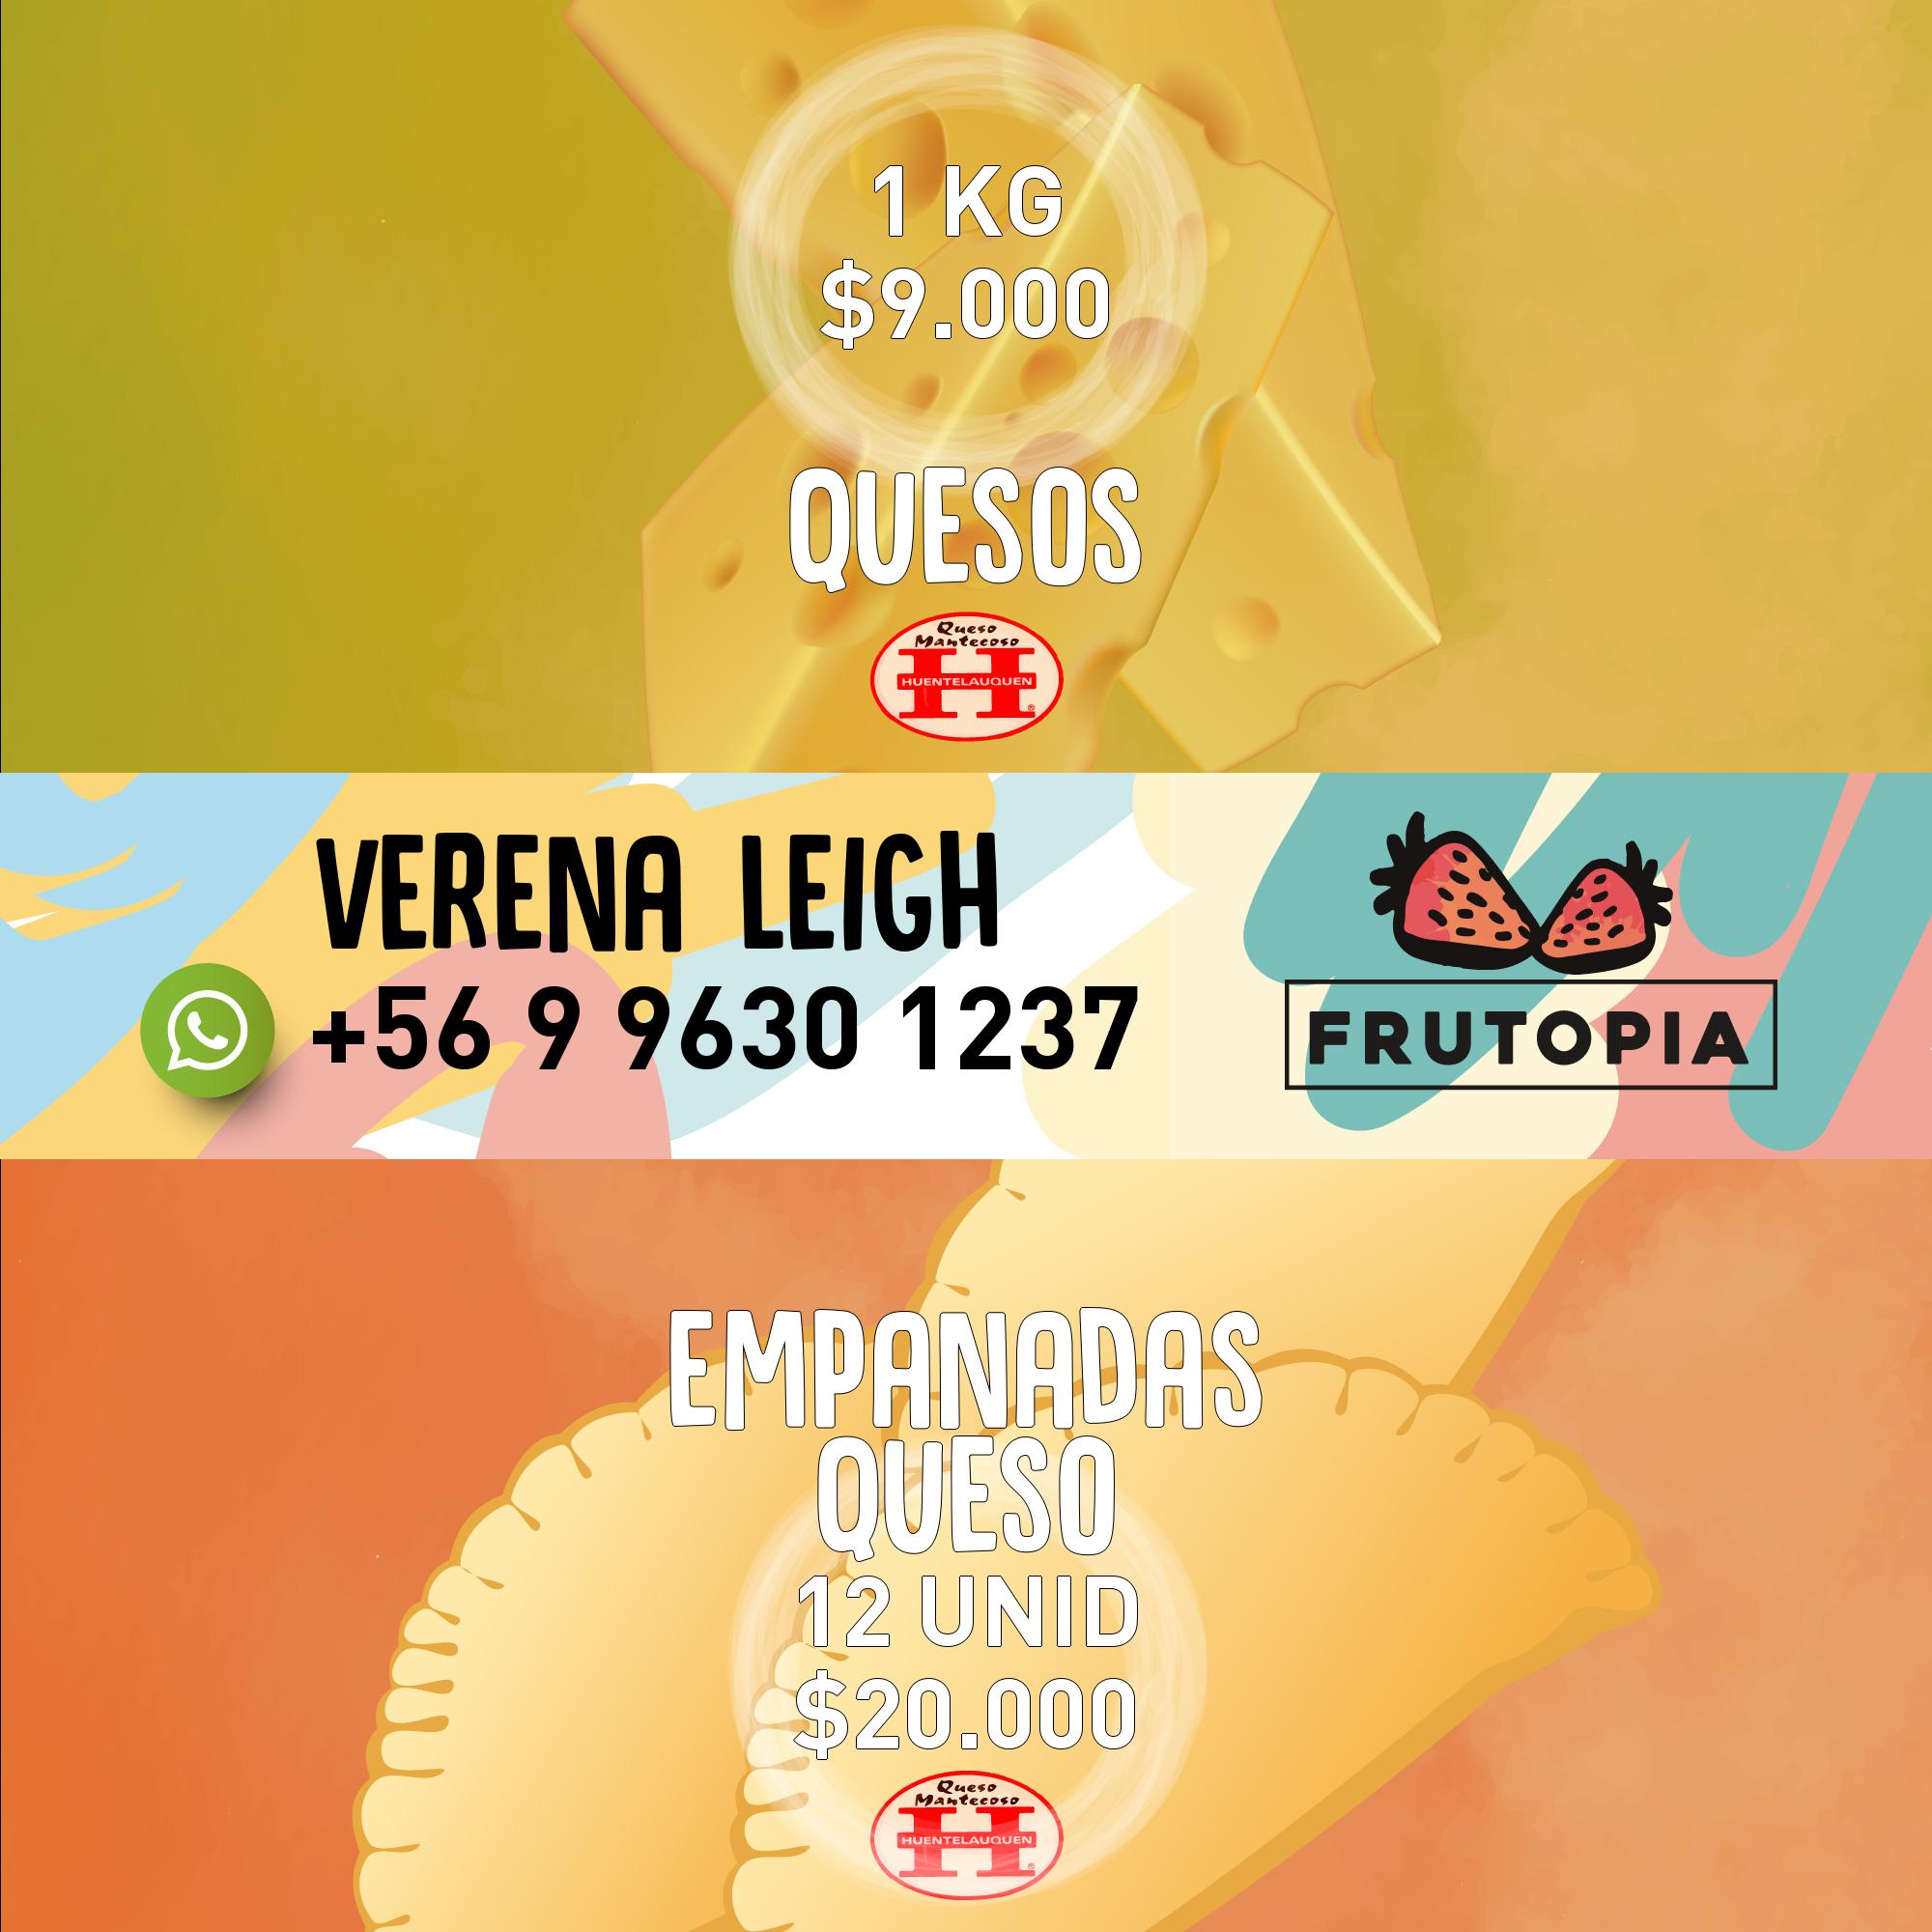 1 KG
$9.000
QUESOS
Queso
Mantecoso
H
HUENTELAUQUEN
®
VERENA LEIGH
+56 9 9630 1237
FRUTOPIA
EMPANADAS
QUESO
12 UNID
$20.000
Queso
Mantecoso
H
HUENTELAUQUEN
®